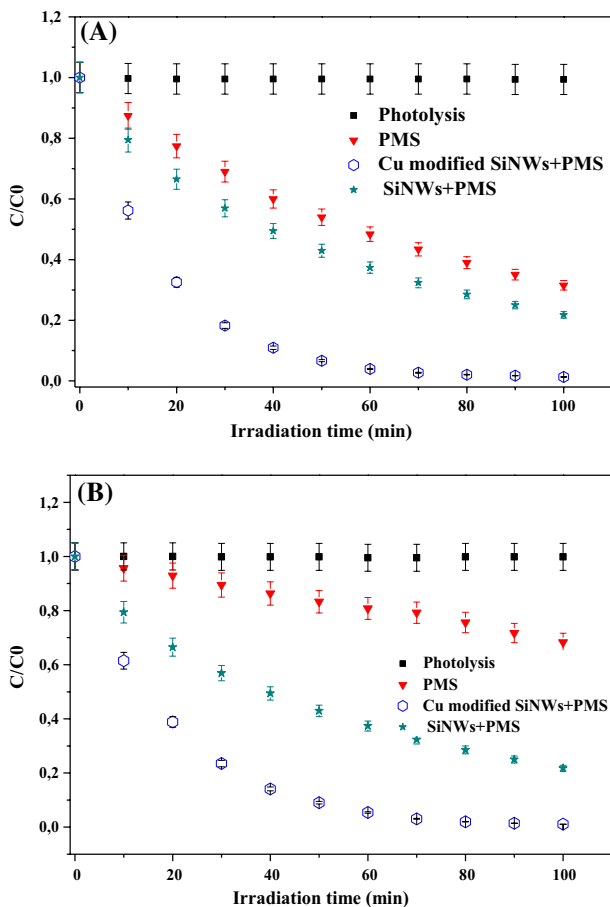 (A)
1,2
1,0
0,8
0,6
0,4
0,2
0,0
C/C0
Photolysis
PMS
Cu modified SiNWs+PMS
SiNWs+PMS
0 20 40 60 80 100
Irradiation time (min)
(B)
1,2
1,0
0,8
0,6
0,4
0,2
0,0
C/C0
Photolysis
PMS
Cu modified SiNWs+PMS
SiNWs+PMS
0 20 40 60 80 100
Irradiation time (min)